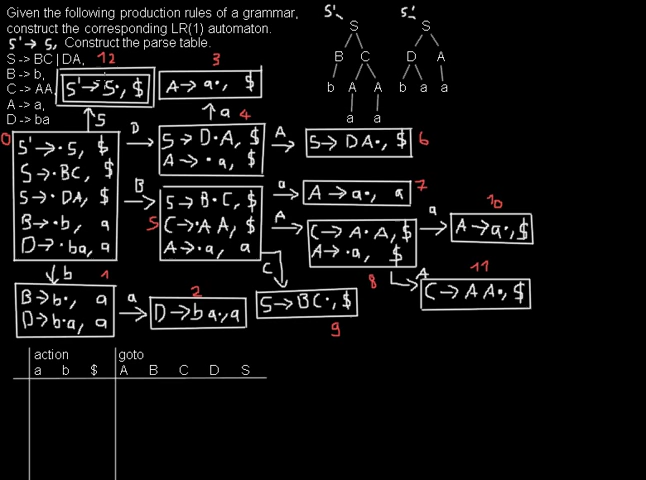 Given the following production rules of a grammar,
construct the corresponding LR(1) automaton.
S'→ S, Construct the parse table.
S -> BC | DA,
B -> b,
C -> AA,
A -> a,
D -> ba
12
S'→ S·, $
3
A→ a·, $
S'
S
B C
b A A
a a
S'
S
D A
b a a
S
a
0
S'→·S, $
S→·BC, $
S→·DA, $
B→·b, a
D→·ba, a
D
4
S→ D·A, $
A→ ·a, $
A
S→ DA·, $
6
B
5
S→ B·C, $
C→·AA, $
A→·a, a
a
A → a·, a
7
A
C→ A·A, $
A→·a, $
8
a
10
A→a·, $
A
11
C→ AA·, $
C
S→BC·, $
9
b
1
B→b·, a
D→b·a, a
a
2
D→ba·, a
action goto
a b $ A B C D S